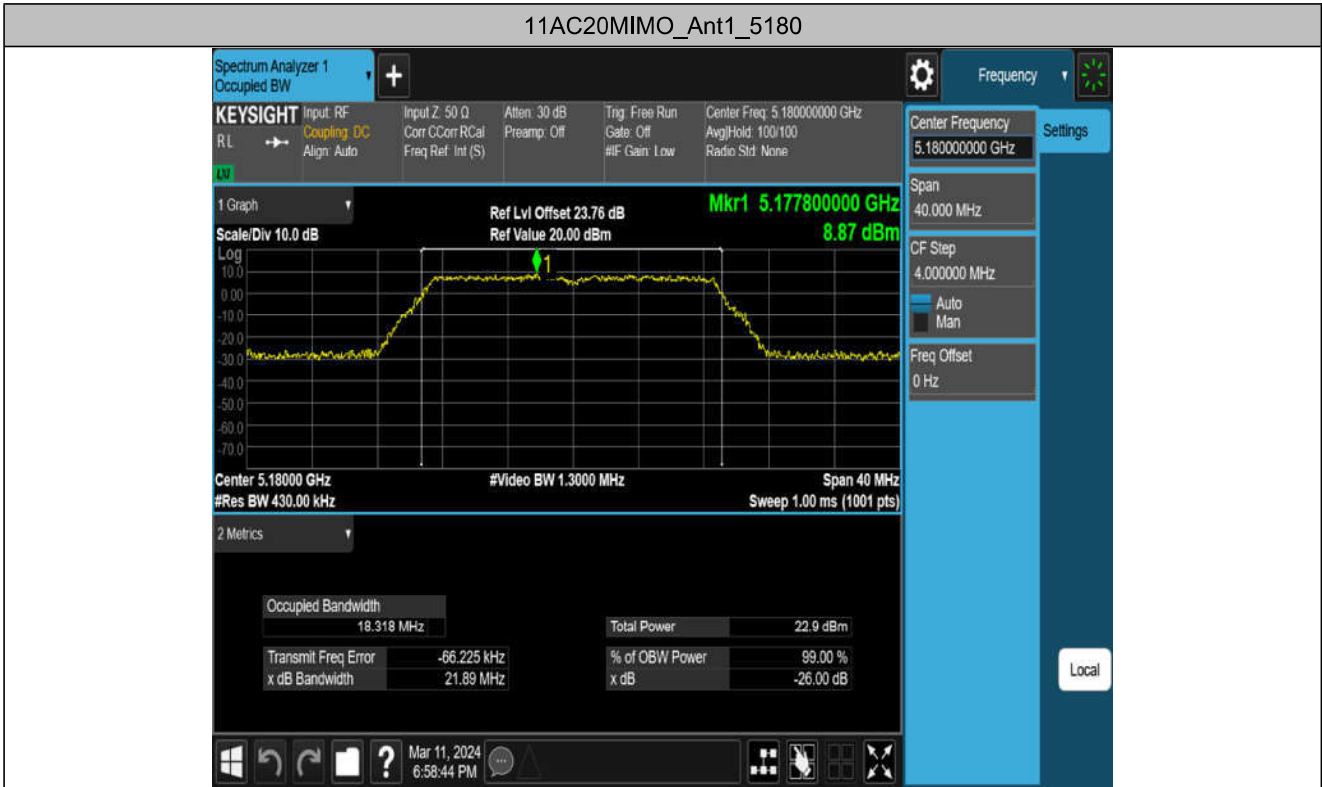 11AC20MIMO_Ant1_5180
Spectrum Analyzer 1
Occupied BW
+
Frequency
KEYSIGHT
RL
LXI
Input: RF
Coupling: DC
Align: Auto
Input Z: 50 Ω
Corr CCorr RCal
Freq Ref: Int (S)
Atten: 30 dB
Preamp: Off
Trig: Free Run
Gate: Off
#IF Gain: Low
Center Freq: 5.180000000 GHz
Avg|Hold: 100/100
Radio Std: None
Center Frequency
5.180000000 GHz
Settings
Span
40.000 MHz
CF Step
4.000000 MHz
Auto
Man
Freq Offset
0 Hz
Local
1 Graph
Scale/Div 10.0 dB
Ref Lvl Offset 23.76 dB
Ref Value 20.00 dBm
Mkr1 5.177800000 GHz
8.87 dBm
Log
10.0
0.00
-10.0
-20.0
-30.0
-40.0
-50.0
-60.0
-70.0
1
Center 5.18000 GHz
#Video BW 1.3000 MHz
Span 40 MHz
#Res BW 430.00 kHz
Sweep 1.00 ms (1001 pts)
2 Metrics
Occupied Bandwidth
18.318 MHz
Total Power 22.9 dBm
Transmit Freq Error -66.225 kHz
% of OBW Power 99.00 %
x dB Bandwidth 21.89 MHz
x dB -26.00 dB
?
Mar 11, 2024
6:58:44 PM